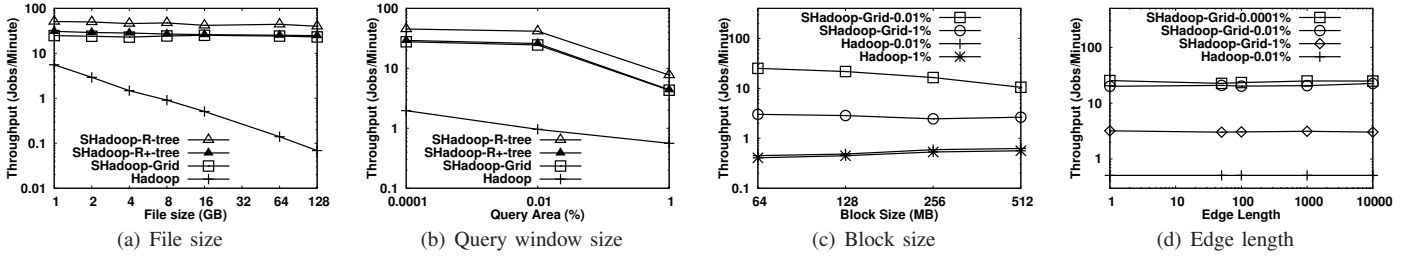 Throughput (Jobs/Minute)
100
10
1
0.1
0.01
SHadoop-R-tree
SHadoop-R+-tree
SHadoop-Grid
Hadoop
1 2 4 8 16 32 64 128
File size (GB)
(a) File size
Throughput (Jobs/Minute)
100
10
1
0.1
SHadoop-R-tree
SHadoop-R+-tree
SHadoop-Grid
Hadoop
0.0001 0.01 1
Query Area (%)
(b) Query window size
Throughput (Jobs/Minute)
100
10
1
0.1
SHadoop-Grid-0.01%
SHadoop-Grid-1%
Hadoop-0.01%
Hadoop-1%
64 128 256 512
Block Size (MB)
(c) Block size
Throughput (Jobs/Minute)
100
10
1
SHadoop-Grid-0.0001%
SHadoop-Grid-0.01%
SHadoop-Grid-1%
Hadoop-0.01%
1 10 100 1000 10000
Edge Length
(d) Edge length